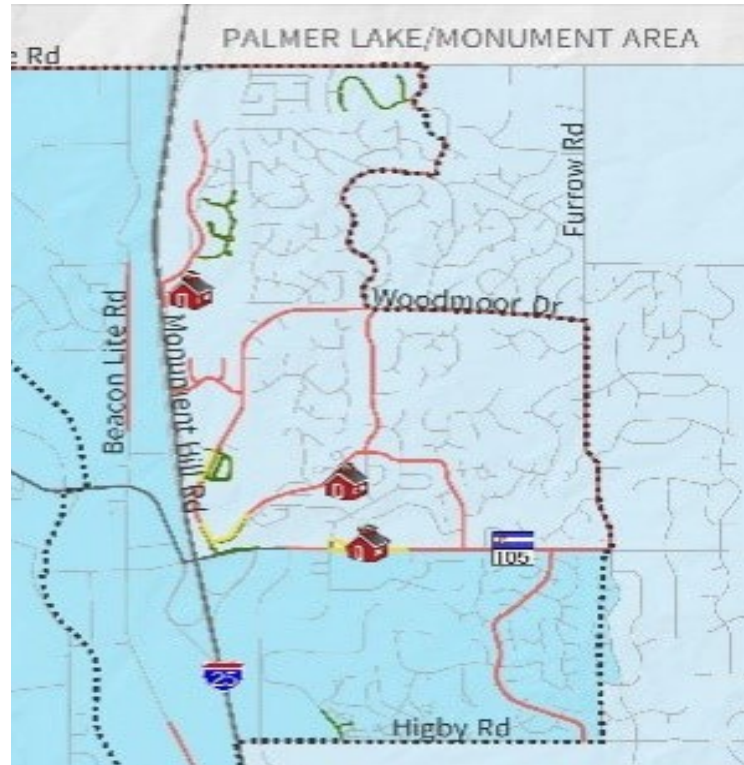 PALMER LAKE/MONUMENT AREA
e Rd
Furrow Rd
Woodmoor Dr
Beacon Lite Rd
Monument Hill Rd
105
25
Higby Rd